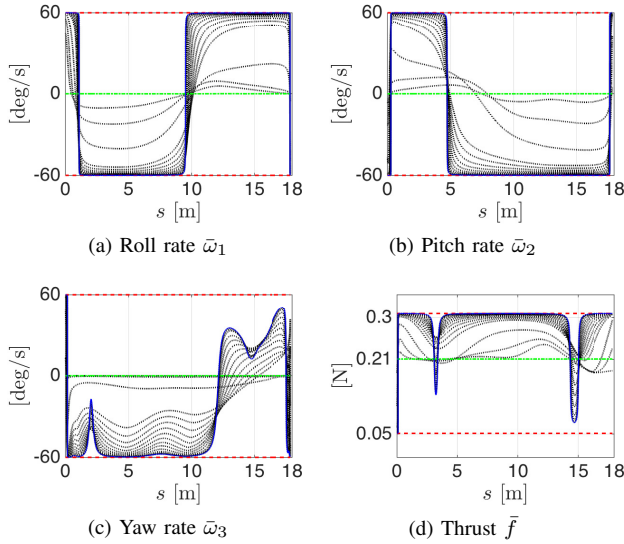 60
0
-60
[deg/s]
0 5 10 15 18
s [m]
(a) Roll rate ω̄₁
60
0
-60
[deg/s]
0 5 10 15 18
s [m]
(b) Pitch rate ω̄₂
60
0
-60
[deg/s]
0 5 10 15 18
s [m]
(c) Yaw rate ω̄₃
0.3
0.21
0.05
[N]
0 5 10 15 18
s [m]
(d) Thrust f̄